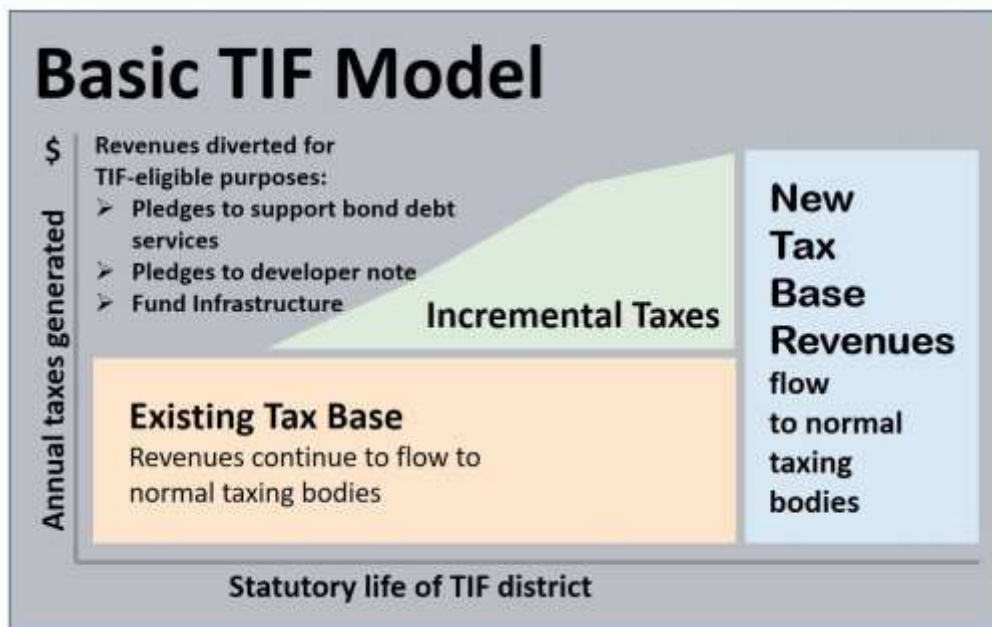 Basic TIF Model
$
Annual taxes generated
Revenues diverted for
TIF-eligible purposes:
➢ Pledges to support bond debt
services
➢ Pledges to developer note
➢ Fund Infrastructure
Incremental Taxes
Existing Tax Base
Revenues continue to flow to
normal taxing bodies
New
Tax
Base
Revenues
flow
to normal
taxing
bodies
Statutory life of TIF district